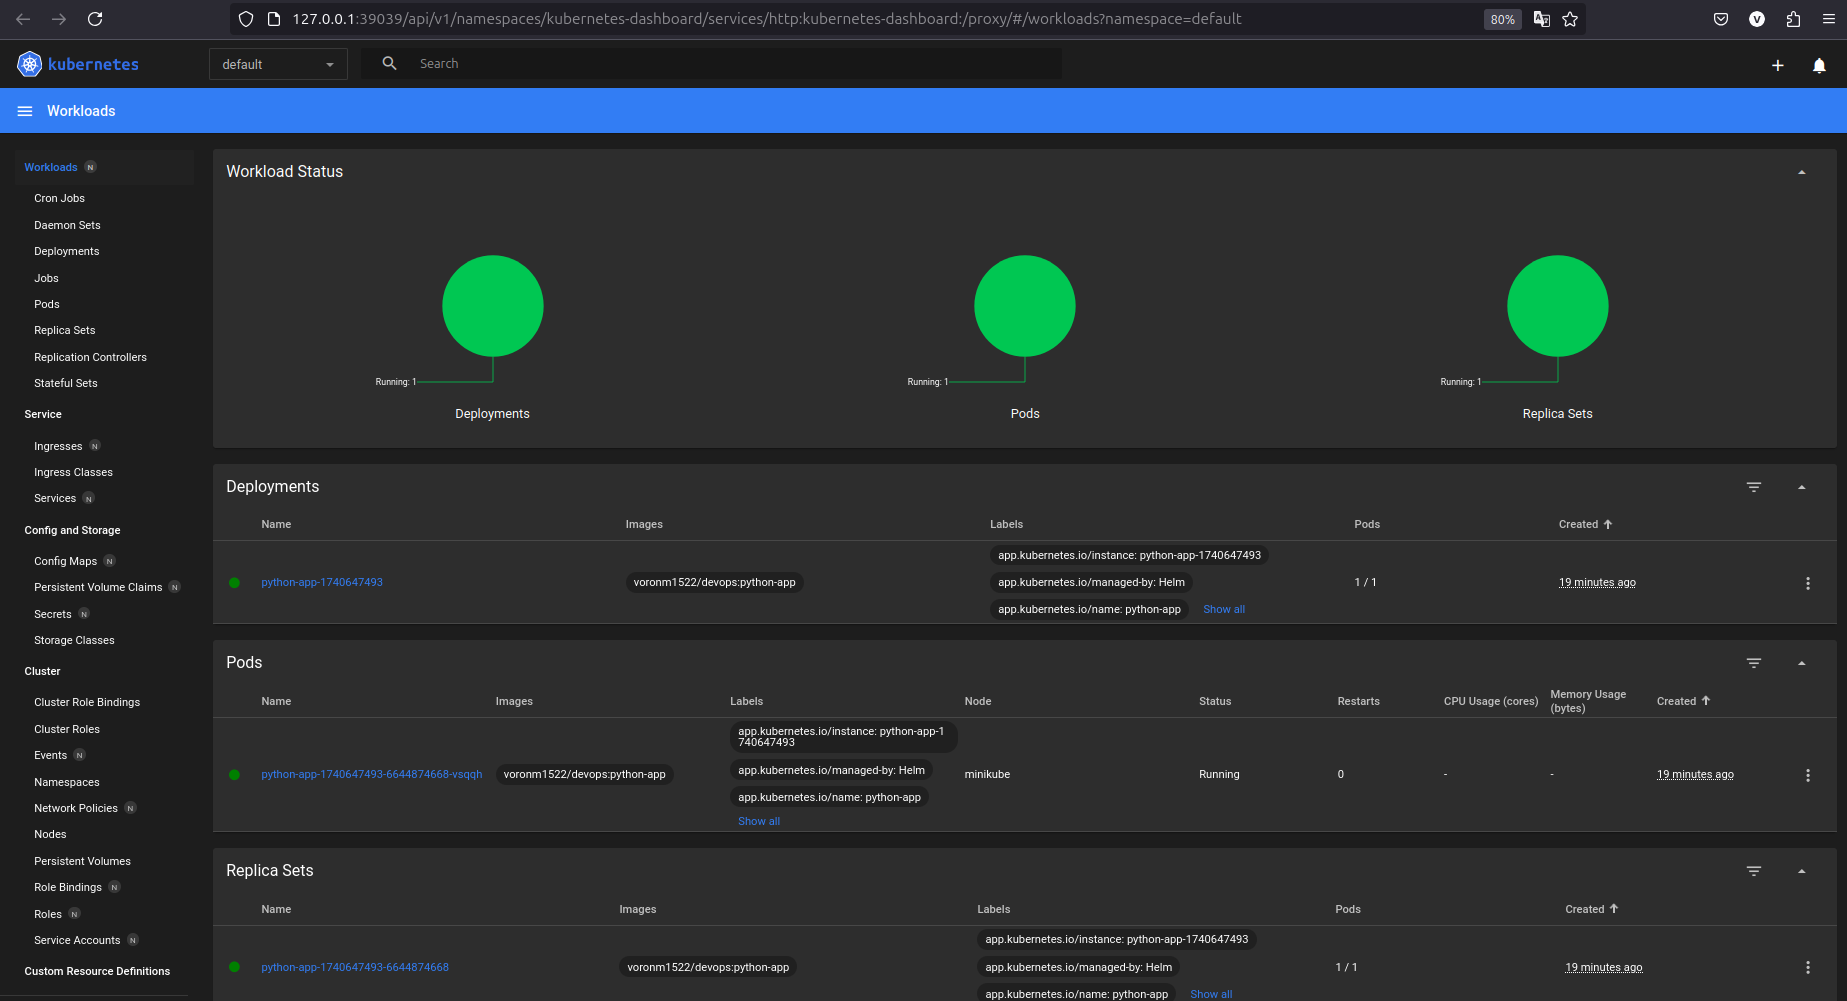 127.0.0.1:39039/api/v1/namespaces/kubernetes-dashboard/services/http:kubernetes-dashboard:/proxy/#/workloads?namespace=default
80%
V
kubernetes
default
Search
Workloads
Workloads N
Cron Jobs
Daemon Sets
Deployments
Jobs
Pods
Replica Sets
Replication Controllers
Stateful Sets
Service
Ingresses N
Ingress Classes
Services N
Config and Storage
Config Maps N
Persistent Volume Claims N
Secrets N
Storage Classes
Cluster
Cluster Role Bindings
Cluster Roles
Events N
Namespaces
Network Policies N
Nodes
Persistent Volumes
Role Bindings N
Roles N
Service Accounts N
Custom Resource Definitions
Workload Status
Running: 1
Deployments
Running: 1
Pods
Running: 1
Replica Sets
Deployments
Name Images Labels Pods Created
python-app-1740647493 voronm1522/devops:python-app
app.kubernetes.io/instance: python-app-1740647493
app.kubernetes.io/managed-by: Helm
app.kubernetes.io/name: python-app Show all
1 / 1 19 minutes ago
Pods
Name Images Labels Node Status Restarts CPU Usage (cores) Memory Usage
(bytes) Created
python-app-1740647493-6644874668-vsqqh voronm1522/devops:python-app
app.kubernetes.io/instance: python-app-1
740647493
app.kubernetes.io/managed-by: Helm
app.kubernetes.io/name: python-app
Show all
minikube Running 0 - - 19 minutes ago
Replica Sets
Name Images Labels Pods Created
python-app-1740647493-6644874668 voronm1522/devops:python-app
app.kubernetes.io/instance: python-app-1740647493
app.kubernetes.io/managed-by: Helm
app.kubernetes.io/name: python-app Show all
1 / 1 19 minutes ago